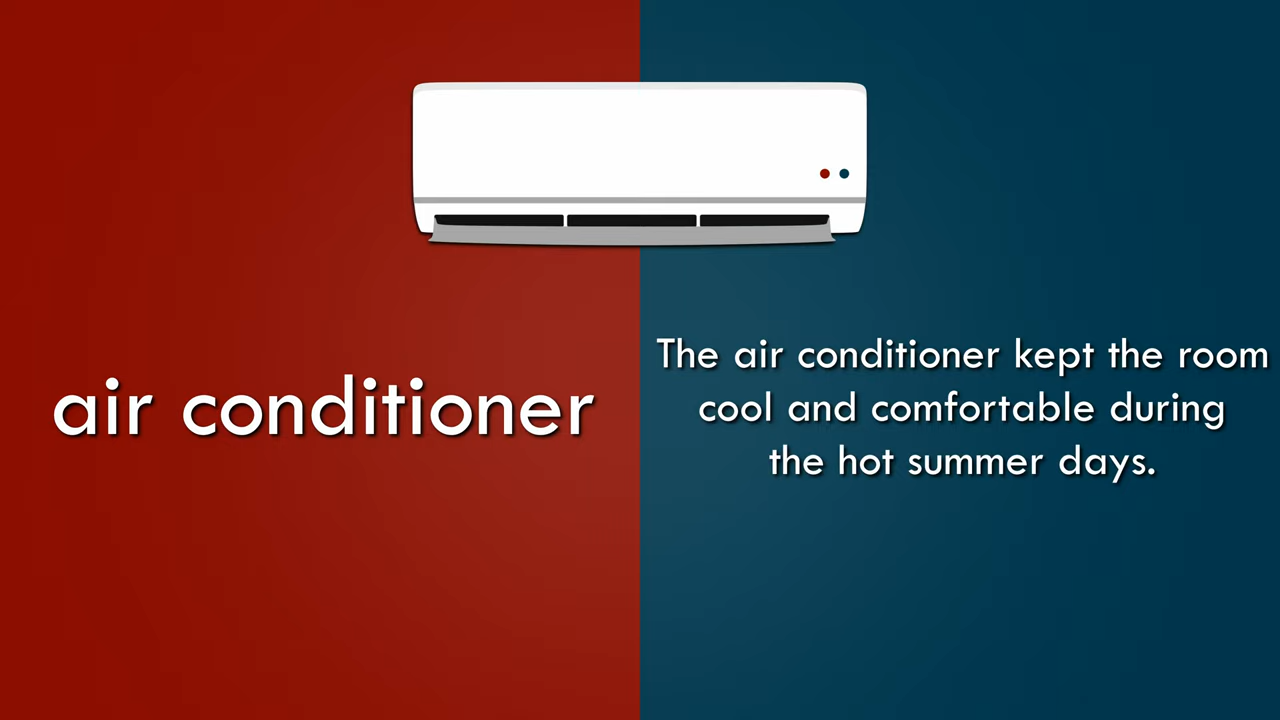 air conditioner
The air conditioner kept the room
cool and comfortable during
the hot summer days.